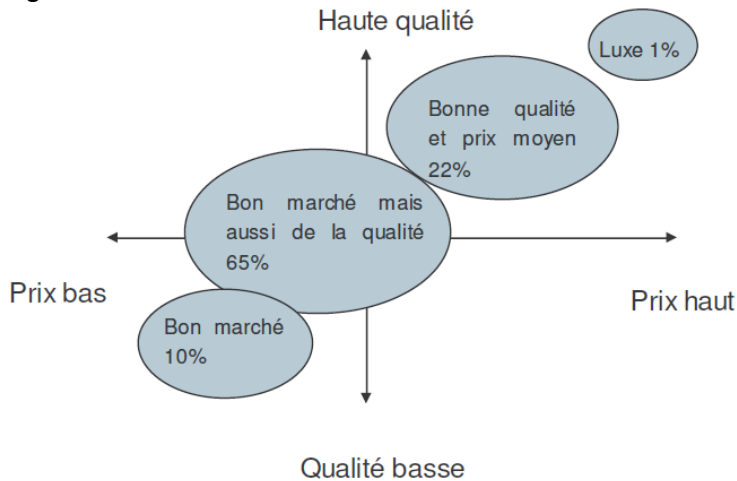 Haute qualité
Luxe 1%
Bonne qualité
et prix moyen
22%
Bon marché mais
aussi de la qualité
65%
Prix bas
Prix haut
Bon marché
10%
Qualité basse